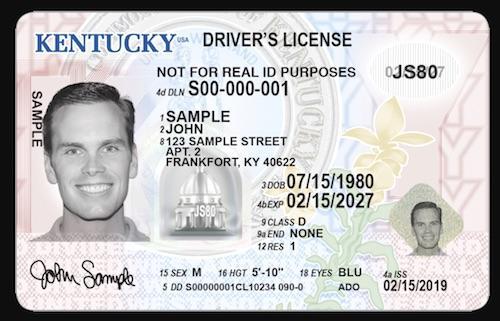 KENTUCKY USA DRIVER'S LICENSE
NOT FOR REAL ID PURPOSES
JS80
4d DLN S00-000-001
SAMPLE
1 SAMPLE
2 JOHN
8 123 SAMPLE STREET
APT. 2
FRANKFORT, KY 40622
3 DOB 07/15/1980
JS80
4b EXP 02/15/2027
9 CLASS D
9a END NONE
12 RES 1
John Sample
15 SEX M 16 HGT 5'-10" 18 EYES BLU 4a ISS
5 DD S00000001CL10234 090-0 ADO 02/15/2019